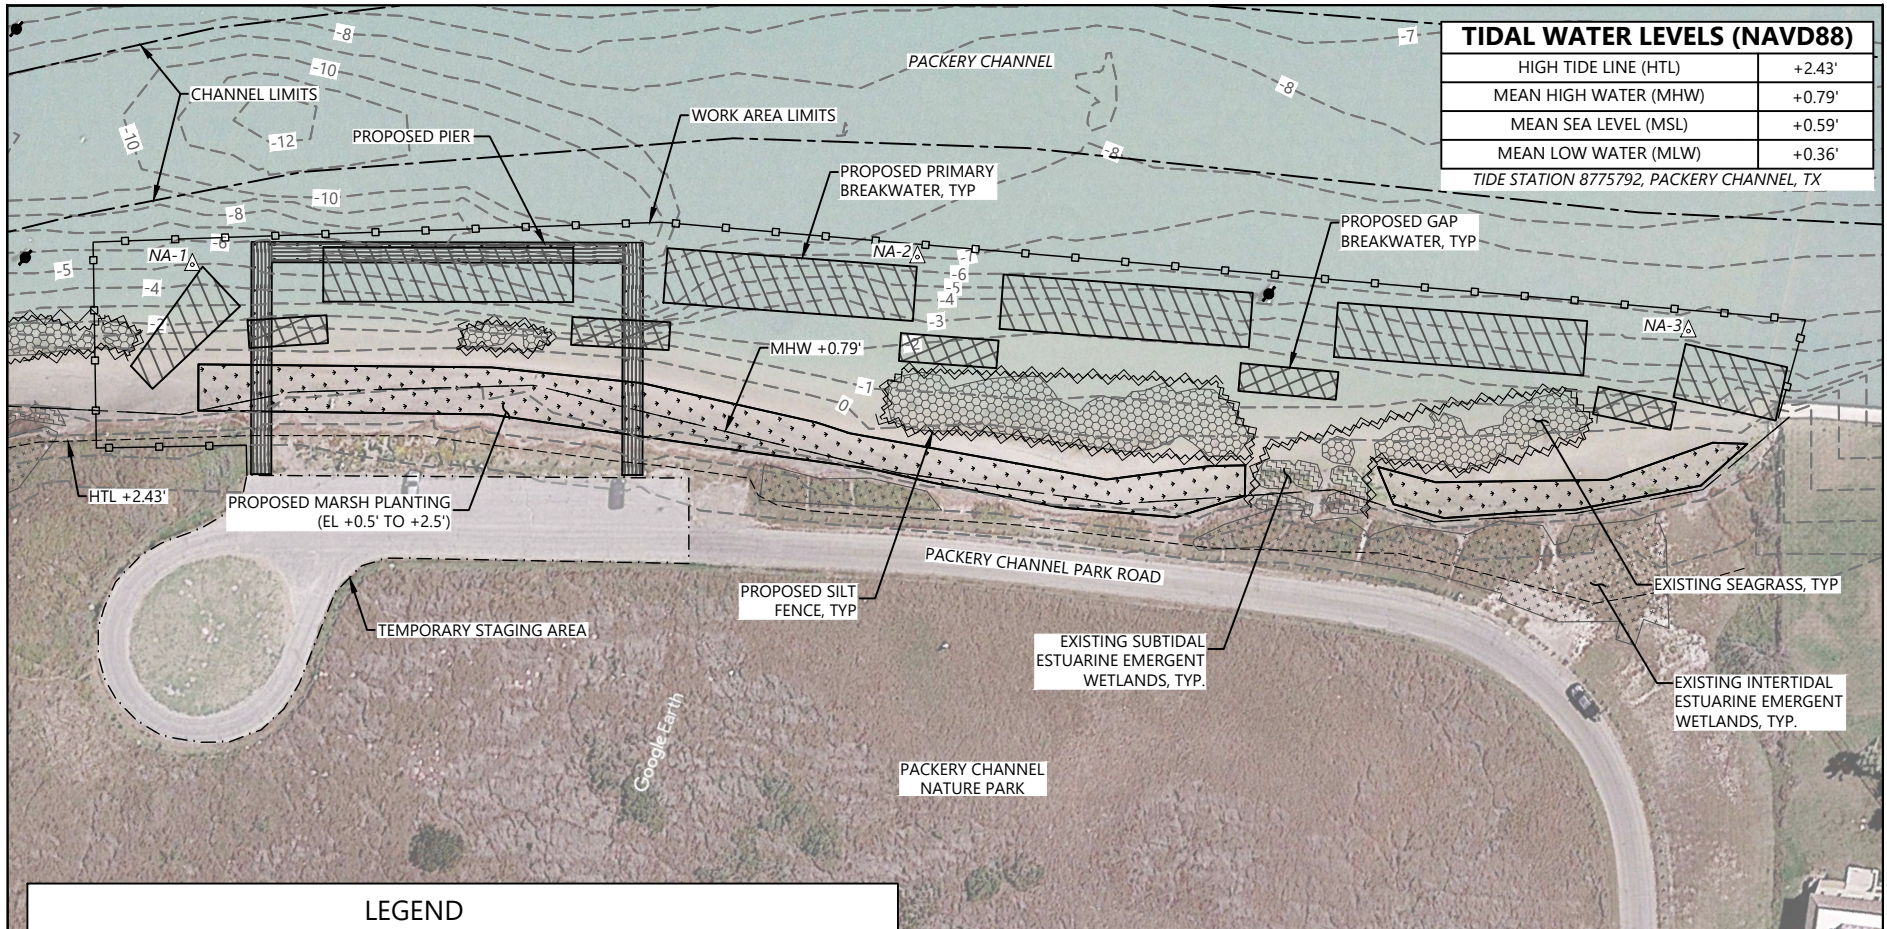 TIDAL WATER LEVELS (NAVD88)
HIGH TIDE LINE (HTL) +2.43'
MEAN HIGH WATER (MHW) +0.79'
MEAN SEA LEVEL (MSL) +0.59'
MEAN LOW WATER (MLW) +0.36'
TIDE STATION 8775792, PACKERY CHANNEL, TX
-8
-7
-10
PACKERY CHANNEL
-8
CHANNEL LIMITS
-10
-12
PROPOSED PIER
WORK AREA LIMITS
-8
PROPOSED PRIMARY
BREAKWATER, TYP
-10
-8
-6
PROPOSED GAP
BREAKWATER, TYP
NA-1
NA-2
-7
-5
-6
-4
-5
-4
-2
-3
NA-3
-2
MHW +0.79'
-1
0
HTL +2.43'
PROPOSED MARSH PLANTING
(EL +0.5' TO +2.5')
PACKERY CHANNEL PARK ROAD
PROPOSED SILT
FENCE, TYP
EXISTING SEAGRASS, TYP
TEMPORARY STAGING AREA
EXISTING SUBTIDAL
ESTUARINE EMERGENT
WETLANDS, TYP.
EXISTING INTERTIDAL
ESTUARINE EMERGENT
WETLANDS, TYP.
Google Earth
PACKERY CHANNEL
NATURE PARK
LEGEND